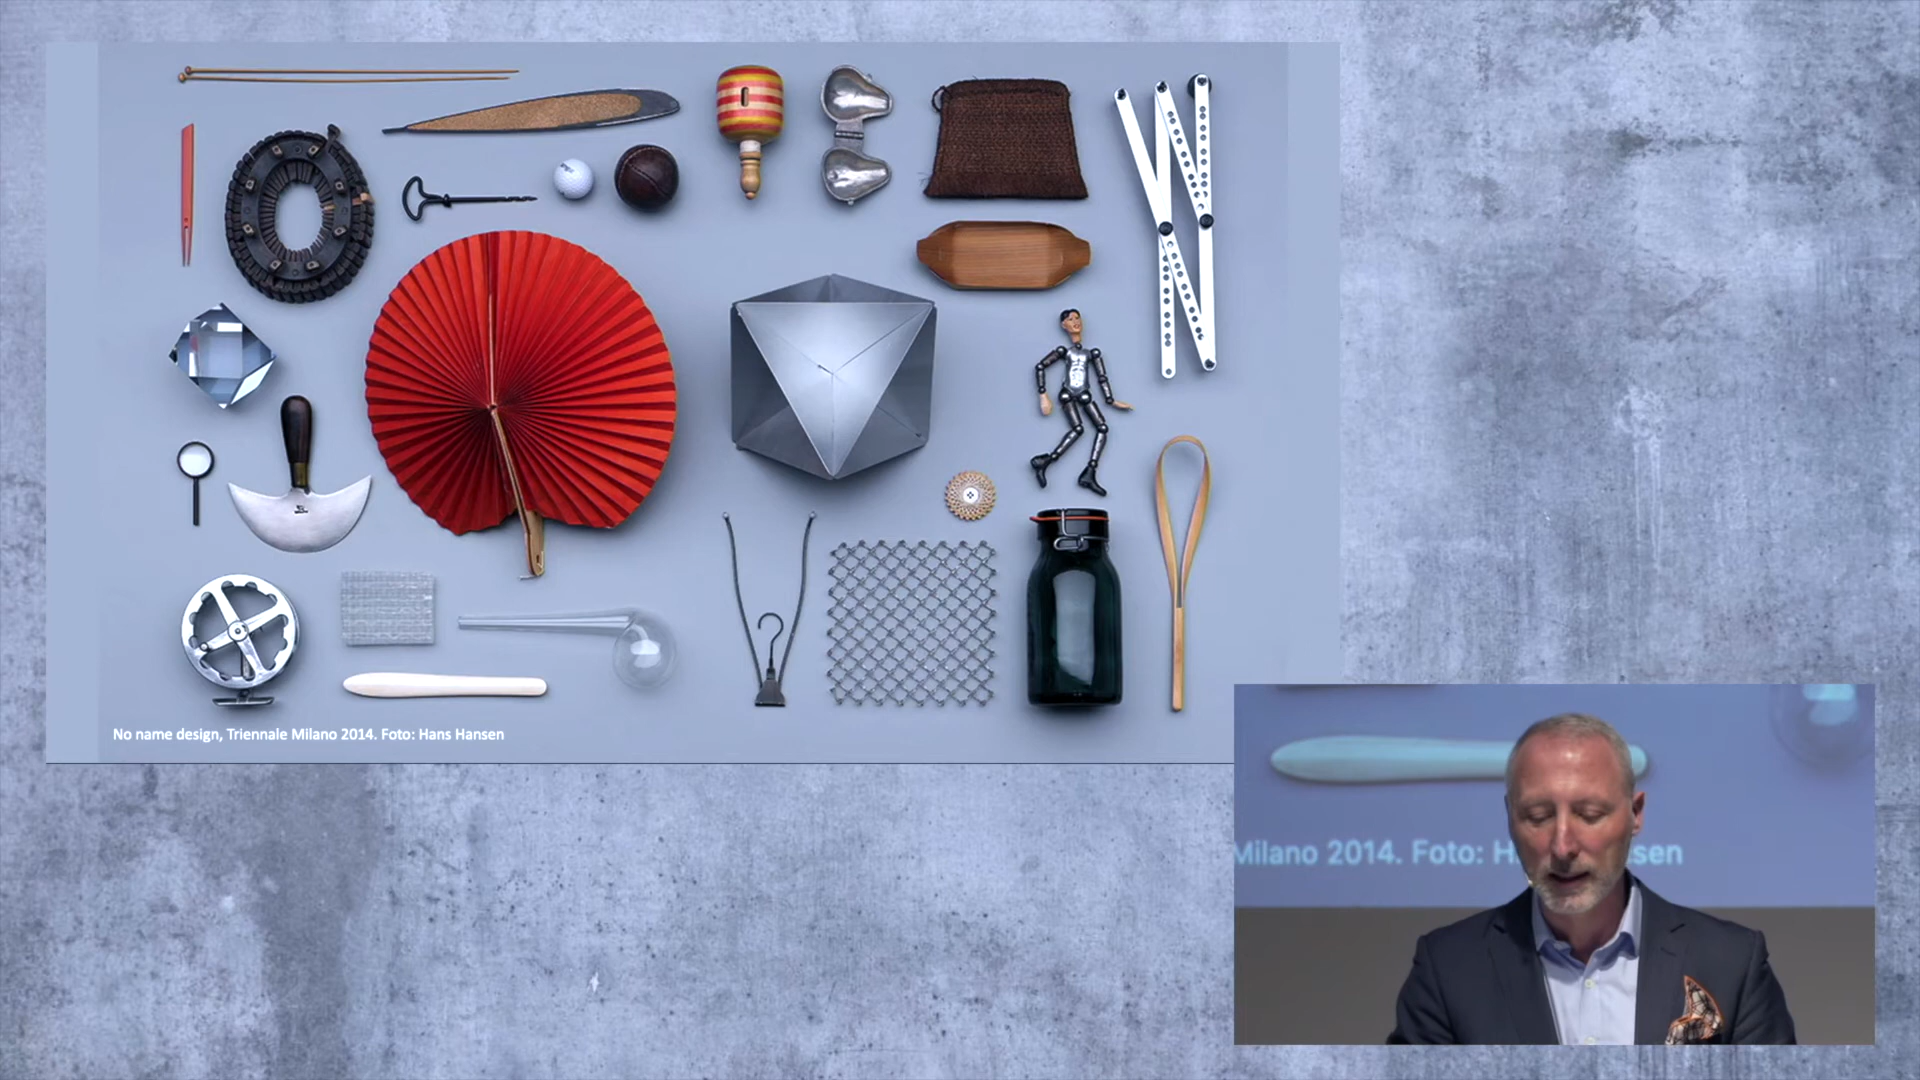 No name design, Triennale Milano 2014. Foto: Hans Hansen
Milano 2014. Foto: H sen